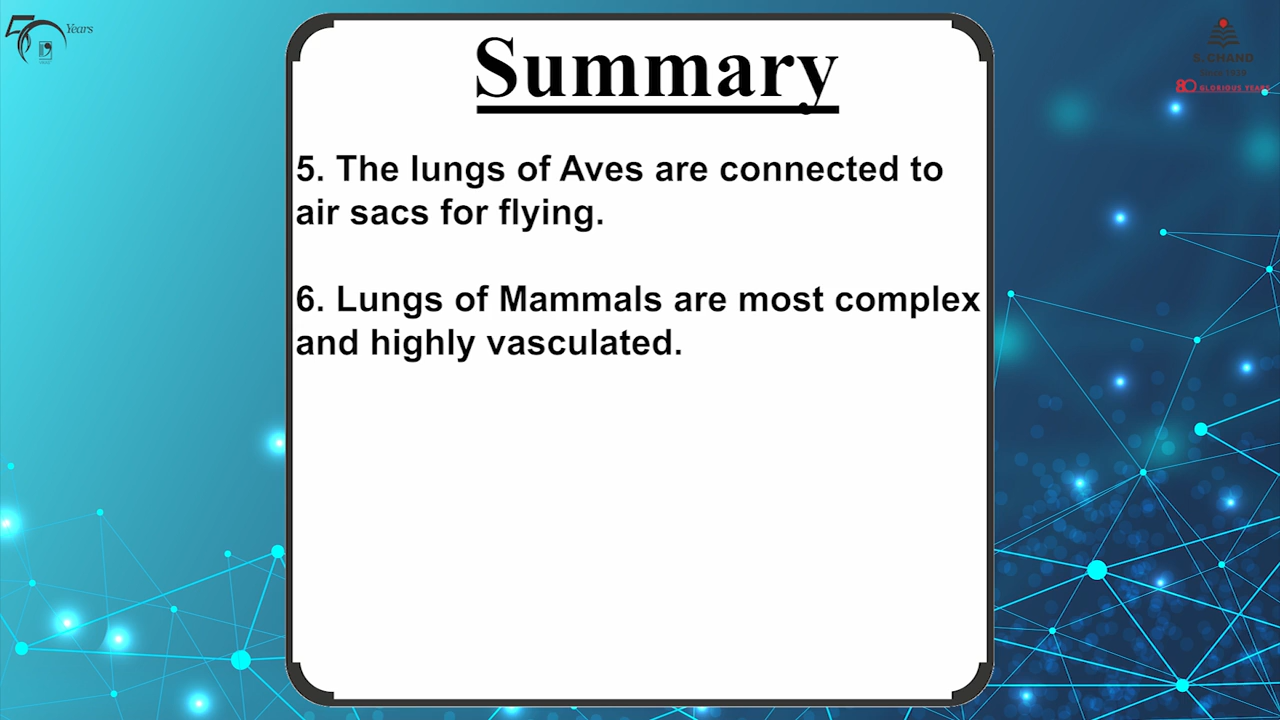 50 Years
S. CHAND
80 GLORIOUS YEARS
Summary
5. The lungs of Aves are connected to
air sacs for flying.
6. Lungs of Mammals are most complex
and highly vasculated.